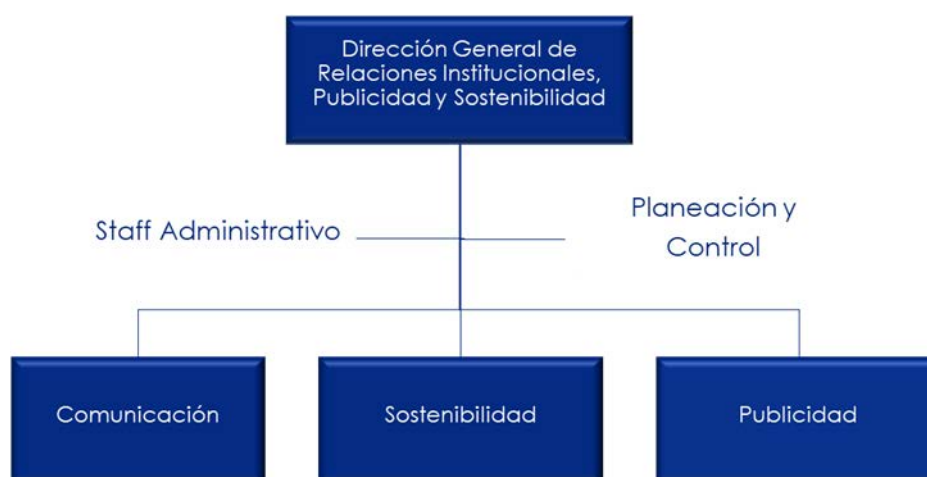 Dirección General de
Relaciones Institucionales,
Publicidad y Sostenibilidad
Staff Administrativo
Planeación y
Control
Comunicación
Sostenibilidad
Publicidad